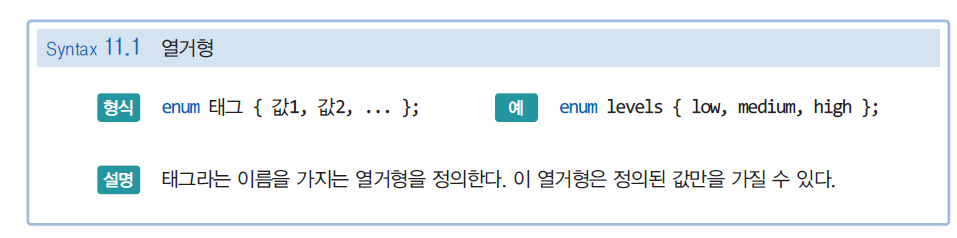 Syntax 11.1 열거형
형식 enum 태그 { 값1, 값2, ... }; 예 enum levels { low, medium, high };
설명 태그라는 이름을 가지는 열거형을 정의한다. 이 열거형은 정의된 값만을 가질 수 있다.